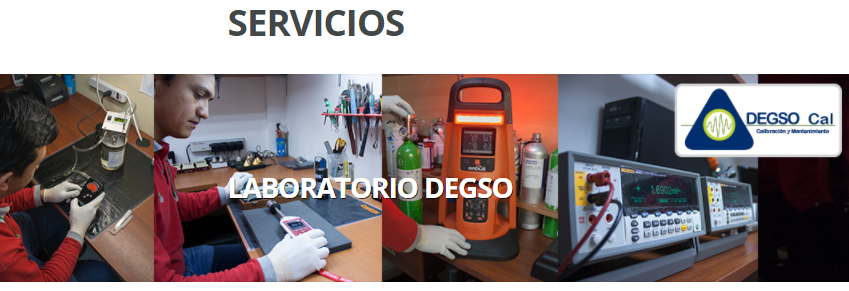 SERVICIOS
DEGSO Cal
Calibración y Mantenimiento
LABORATORIO DEGSO